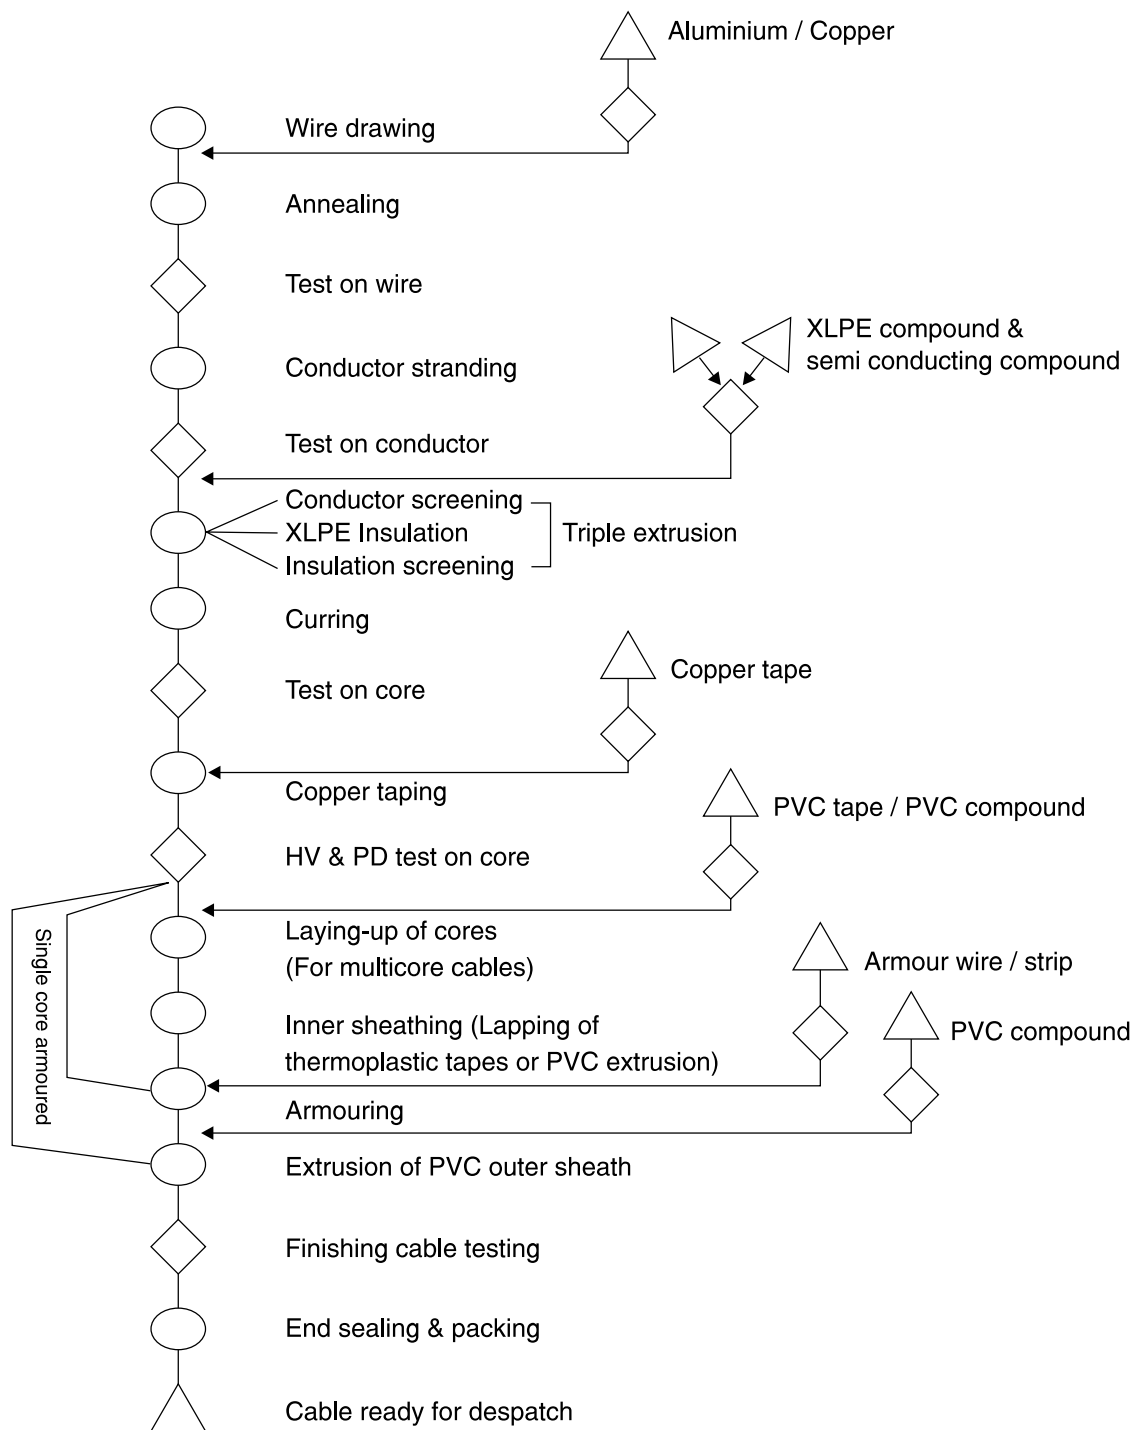 Aluminium / Copper
Wire drawing
Annealing
Test on wire
XLPE compound &
semi conducting compound
Conductor stranding
Test on conductor
Conductor screening
XLPE Insulation
Triple extrusion
Insulation screening
Curring
Copper tape
Test on core
Copper taping
PVC tape / PVC compound
HV & PD test on core
Single core armoured
Laying-up of cores
(For multicore cables)
Armour wire / strip
Inner sheathing (Lapping of
thermoplastic tapes or PVC extrusion)
PVC compound
Armouring
Extrusion of PVC outer sheath
Finishing cable testing
End sealing & packing
Cable ready for despatch